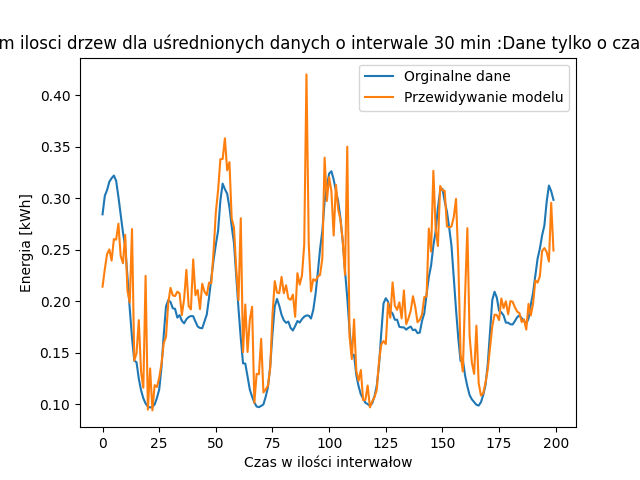 m ilosci drzew dla uśrednionych danych o interwale 30 min :Dane tylko o cza
Orginalne dane
Przewidywanie modelu
0.40
0.35
0.30
0.25
0.20
0.15
0.10
Energia [kWh]
0 25 50 75 100 125 150 175 200
Czas w ilości interwałow